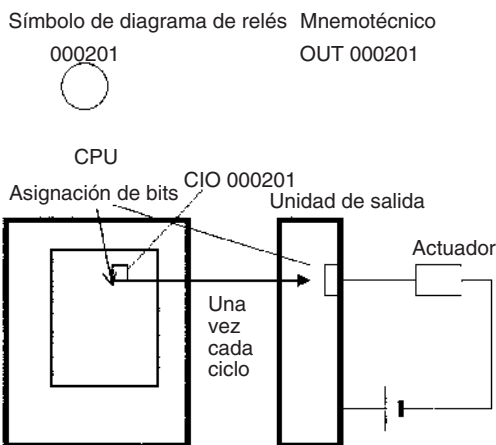 Símbolo de diagrama de relés Mnemotécnico
000201 OUT 000201
CPU
Asignación de bits CIO 000201
Unidad de salida
Actuador
Una
vez
cada
ciclo